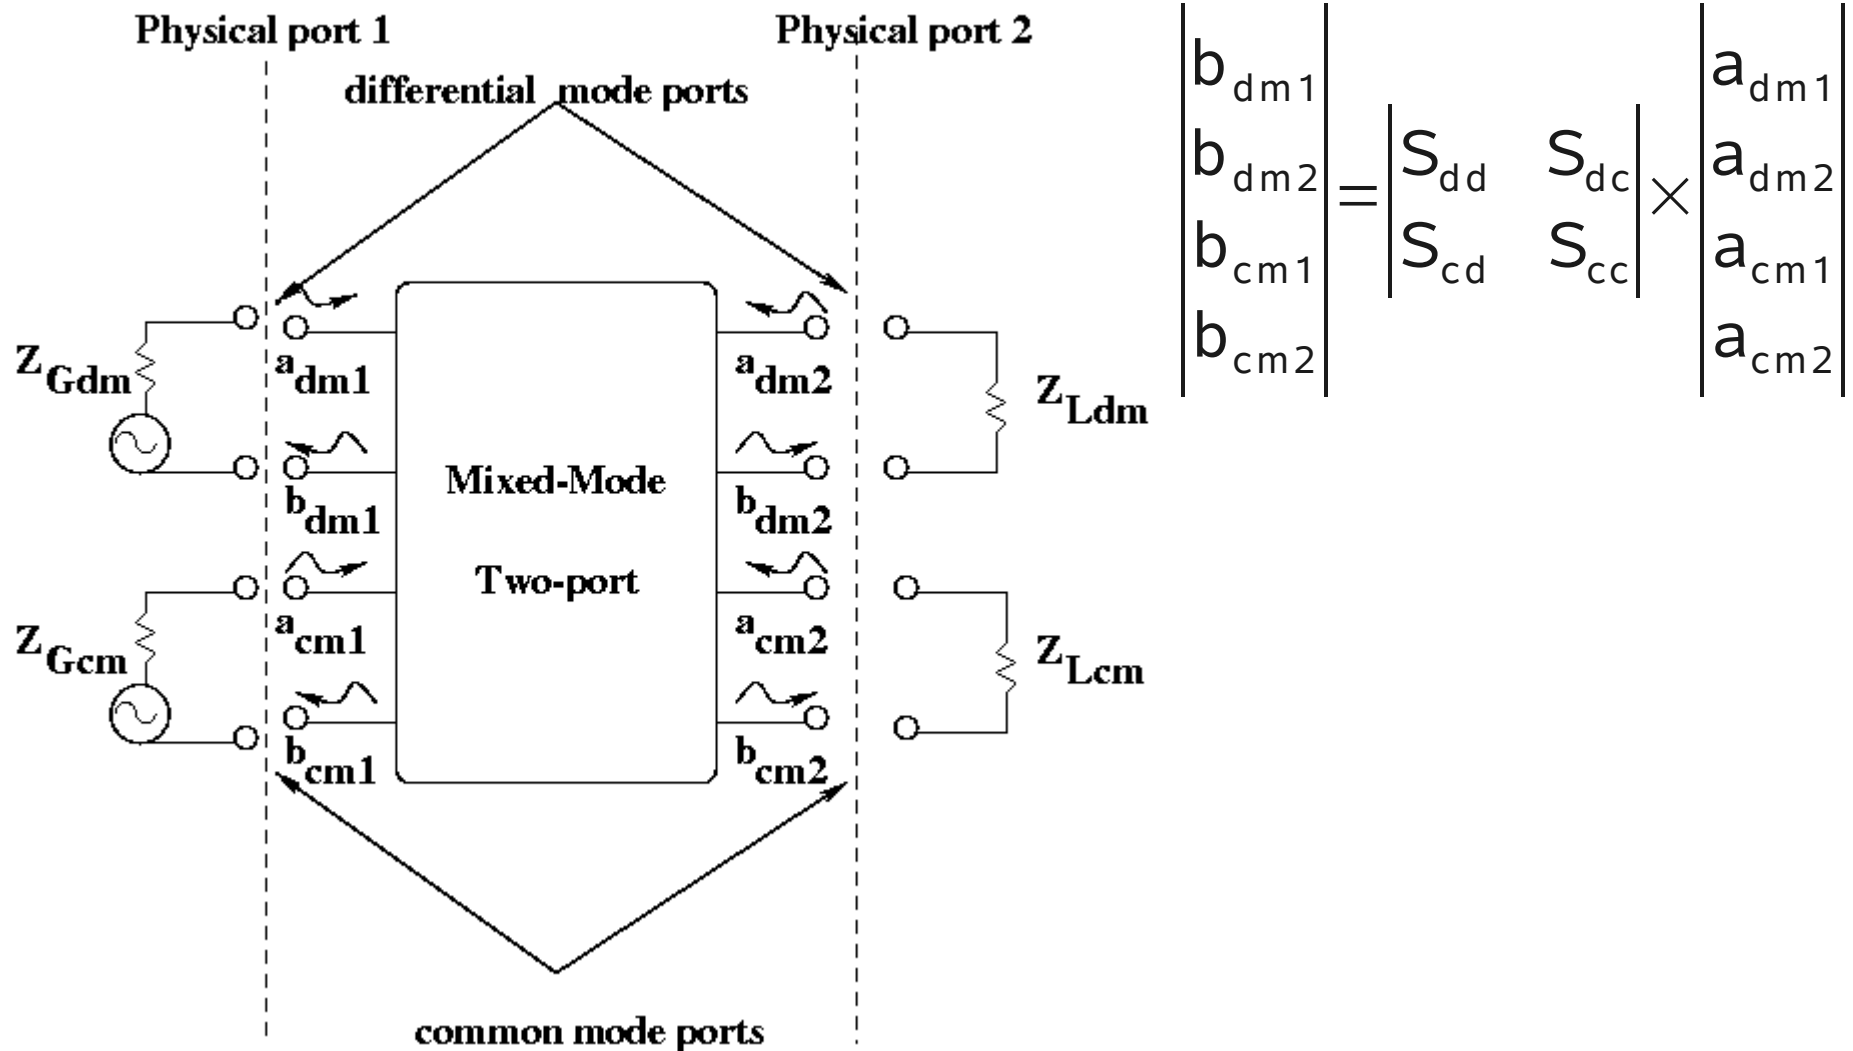 Physical port 1
Physical port 2
differential mode ports
Z Gdm
a dm1
a dm2
Z Ldm
b dm1
b dm2
Mixed-Mode
Two-port
Z Gcm
a cm1
a cm2
Z Lcm
b cm1
b cm2
common mode ports
b dm1
b dm2
b cm1
b cm2
=
S dd S dc
S cd S cc
×
a dm1
a dm2
a cm1
a cm2